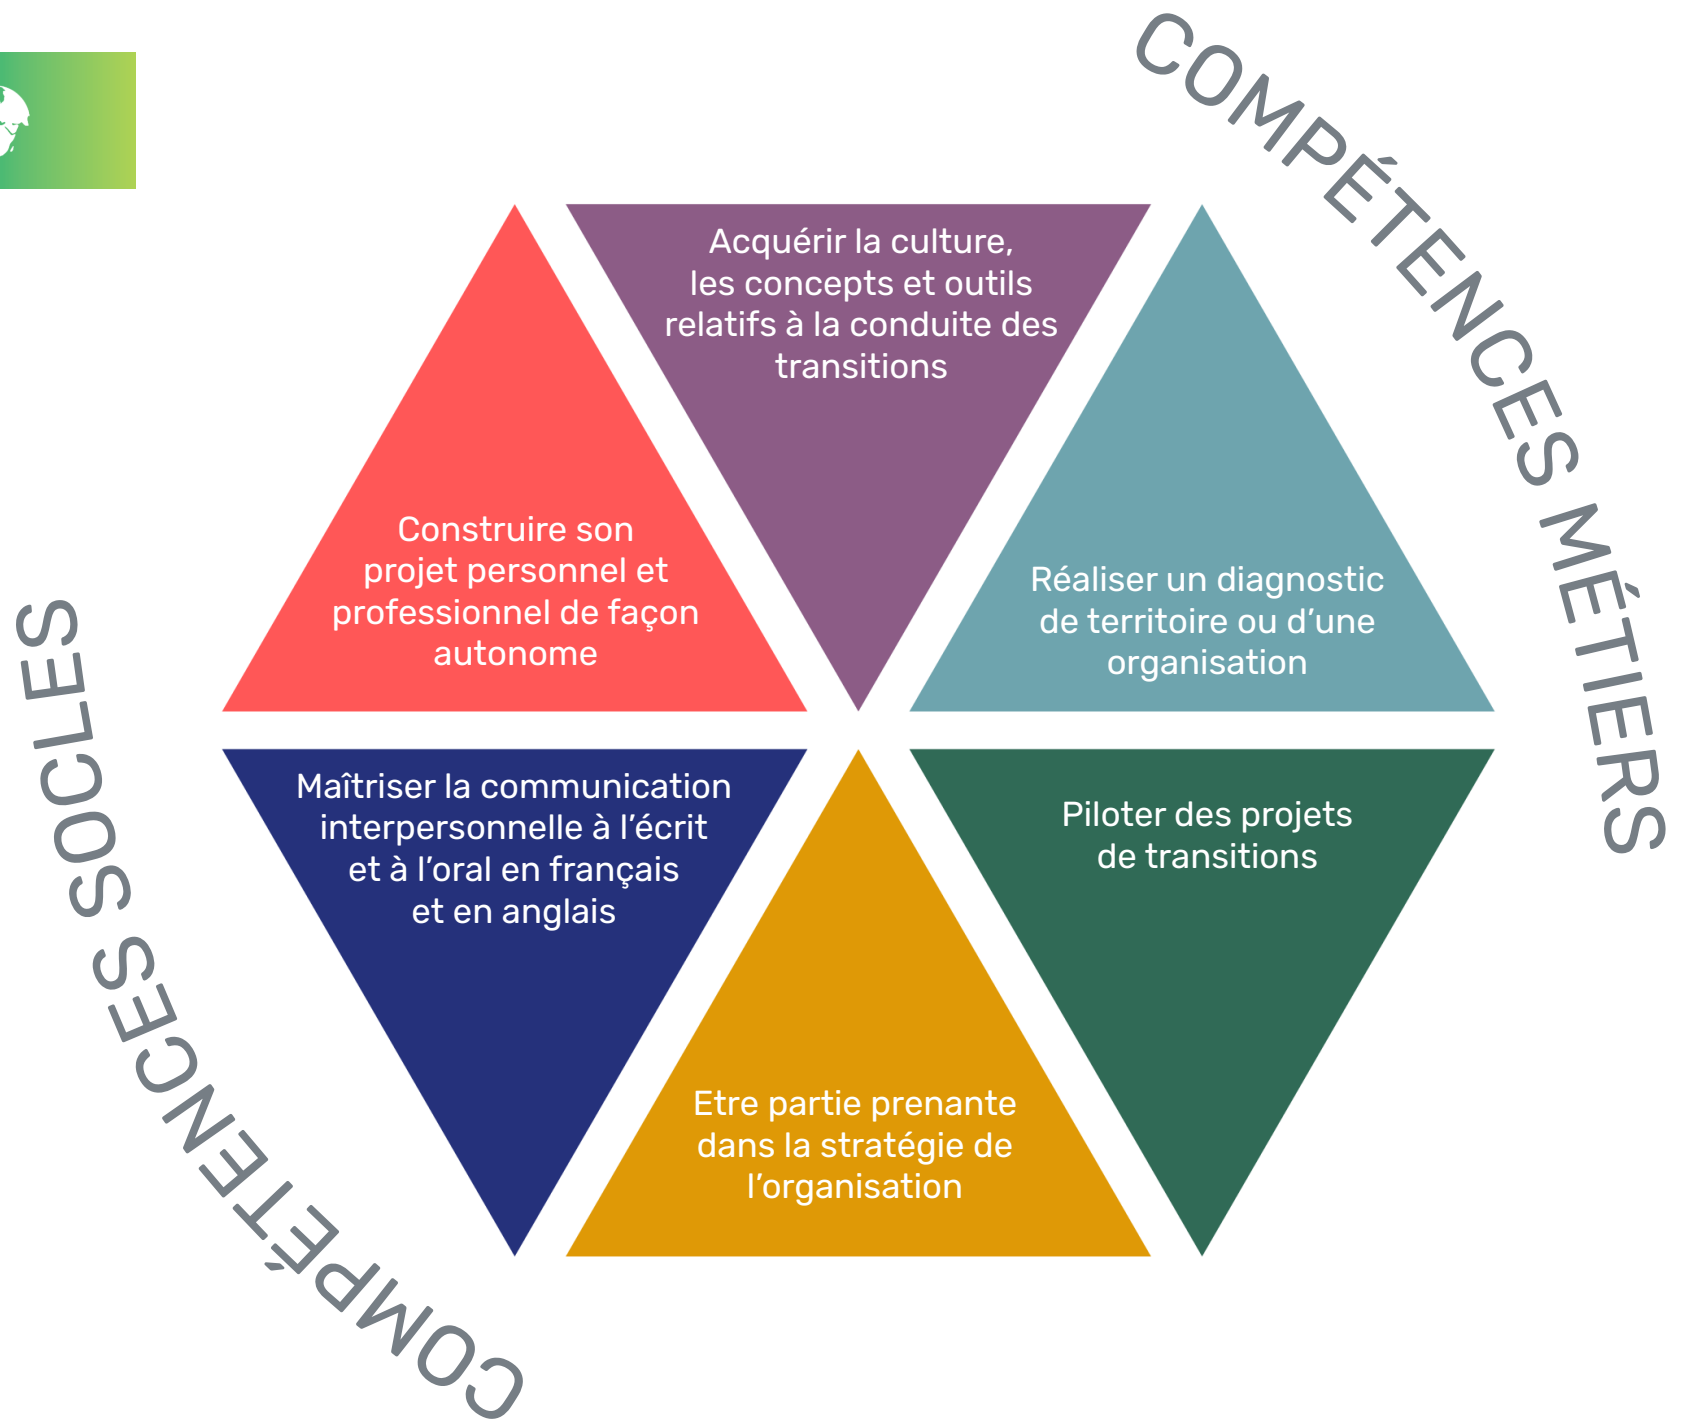 COMPÉTENCES MÉTIERS
Acquérir la culture,
les concepts et outils
relatifs à la conduite des
transitions
Construire son
projet personnel et
professionnel de façon
autonome
Réaliser un diagnostic
de territoire ou d’une
organisation
Maîtriser la communication
interpersonnelle à l’écrit
et à l’oral en français
et en anglais
Piloter des projets
de transitions
Etre partie prenante
dans la stratégie de
l’organisation
COMPÉTENCES SOCLES